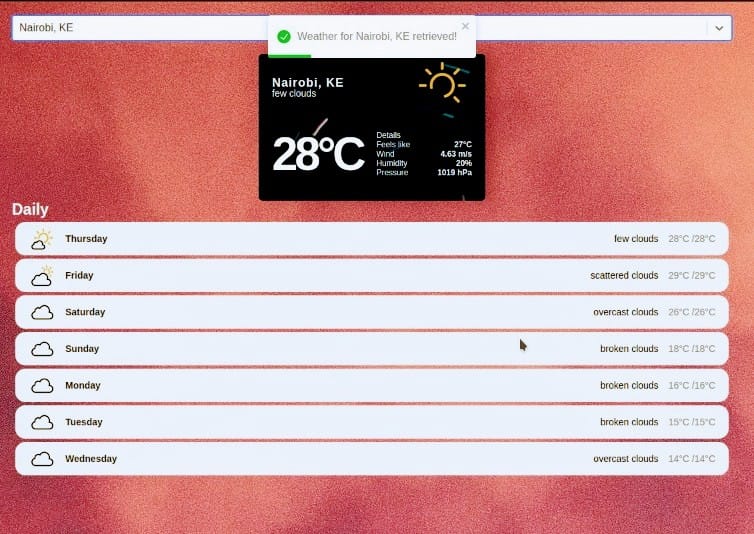 Nairobi, KE
Weather for Nairobi, KE retrieved!
Nairobi, KE
few clouds
28°C
Details
Feels like 27°C
Wind 4.63 m/s
Humidity 20%
Pressure 1019 hPa
Daily
Thursday few clouds 28°C /28°C
Friday scattered clouds 29°C /29°C
Saturday overcast clouds 26°C /26°C
Sunday broken clouds 18°C /18°C
Monday broken clouds 16°C /16°C
Tuesday broken clouds 15°C /15°C
Wednesday overcast clouds 14°C /14°C